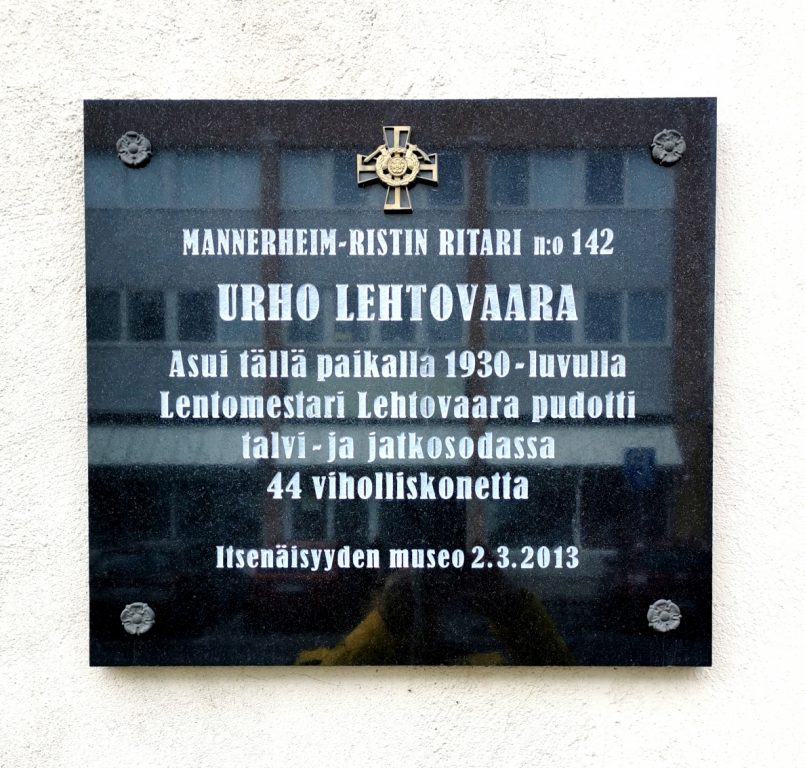 MANNERHEIM-RISTIN RITARI n:o 142
URHO LEHTOVAARA
Asui tällä paikalla 1930-luvulla
Lentomestari Lehtovaara pudotti
talvi- ja jatkosodassa
44 viholliskonetta
Itsenäisyyden museo 2.3.2013